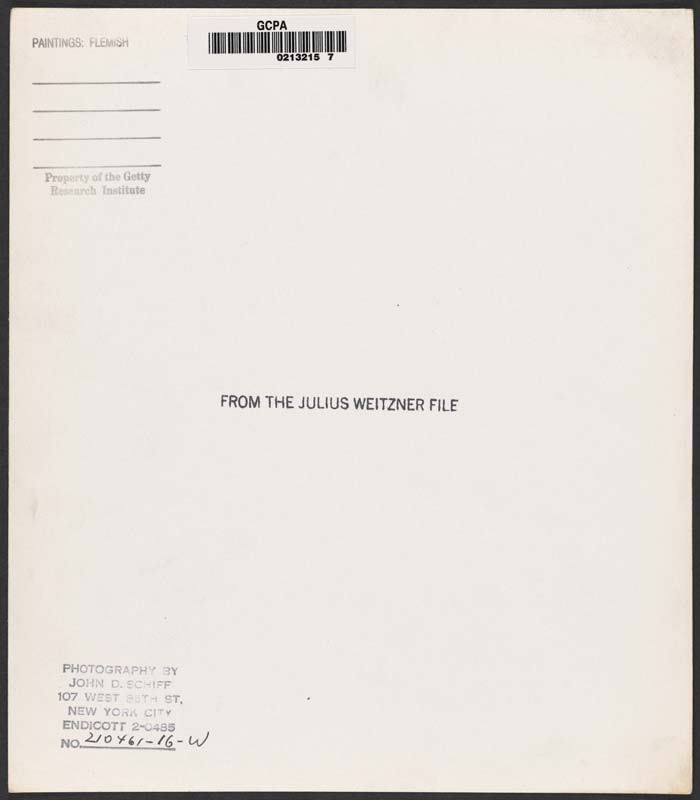 PAINTINGS: FLEMISH
GCPA
0213215 7
Property of the Getty
Research Institute
FROM THE JULIUS WEITZNER FILE
PHOTOGRAPHY BY
JOHN D. SCHIFF
107 WEST ST,
NEW YORK CITY
ENDICOTT 2-0485
NO. 210461-16-W